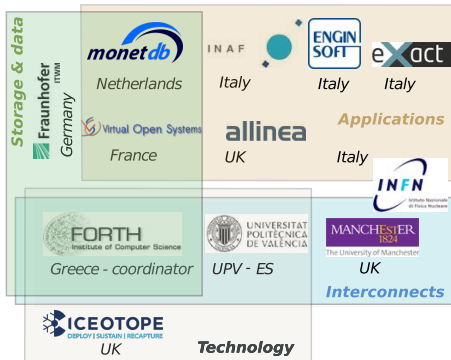 Storage & data
Fraunhofer
ITWM
Germany
monetdb
Netherlands
INAF
Italy
ENGIN
SOFT
Italy
eXact
Italy
Virtual Open Systems
France
allinea
UK
Applications
Italy
INFN
Istituto Nazionale
di Fisica Nucleare
FORTH
Institute of Computer Science
Greece - coordinator
UNIVERSITAT
POLITÈCNICA
DE VALÈNCIA
UPV - ES
MANCHESTER
1824
The University of Manchester
UK
Interconnects
ICEOTOPE
DEPLOY | SUSTAIN | RECAPTURE
UK
Technology